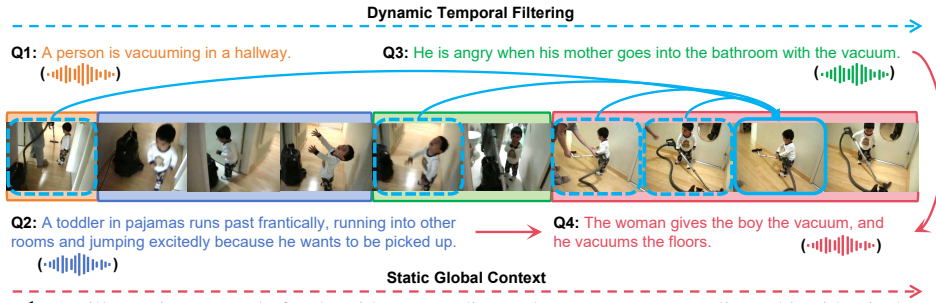 Dynamic Temporal Filtering
Q1: A person is vacuuming in a hallway.
Q3: He is angry when his mother goes into the bathroom with the vacuum.
Q2: A toddler in pajamas runs past frantically, running into other
rooms and jumping excitedly because he wants to be picked up.
Q4: The woman gives the boy the vacuum, and
he vacuums the floors.
Static Global Context